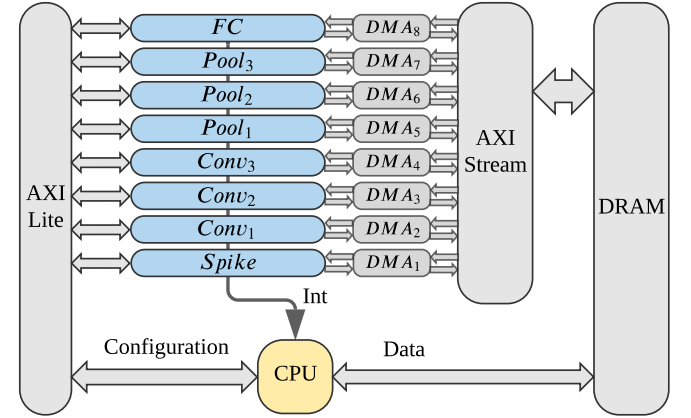 FC
DMA₈
Pool₃
DMA₇
Pool₂
DMA₆
Pool₁
DMA₅
Conv₃
DMA₄
Conv₂
DMA₃
Conv₁
DMA₂
Spike
DMA₁
AXI
Lite
AXI
Stream
DRAM
Int
Configuration
Data
CPU